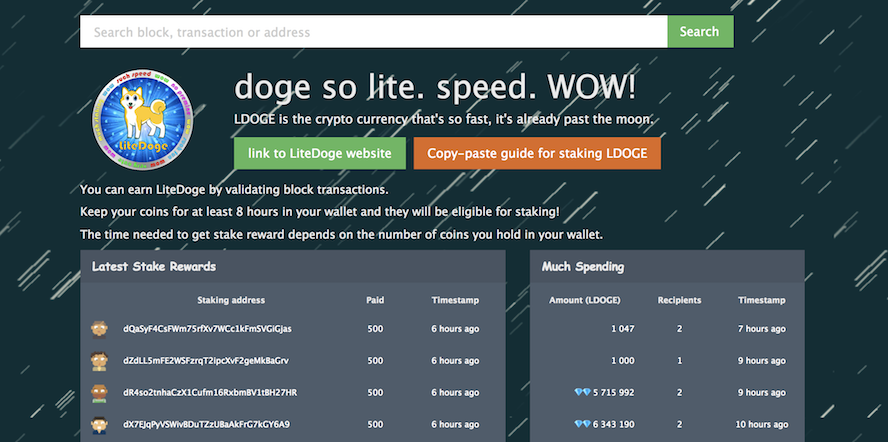 Search block, transaction or address
Search
doge so lite. speed. WOW!
LDOGE is the crypto currency that's so fast, it's already past the moon.
LiteDoge
link to LiteDoge website
Copy-paste guide for staking LDOGE
You can earn LiteDoge by validating block transactions.
Keep your coins for at least 8 hours in your wallet and they will be eligible for staking!
The time needed to get stake reward depends on the number of coins you hold in your wallet.
Latest Stake Rewards
Staking address Paid Timestamp
dQaSyF4CsFWm75rfXv7WCc1kFmSVGiGjas 500 6 hours ago
dZdLL5mFE2WSFzrqT2ipcXvF2geMkBaGrv 500 6 hours ago
dR4so2tnhaCzX1Cufm16RxbmBV1tBH27HR 500 6 hours ago
dX7EJqPyVSWivBDuTZzUBaAkFrG7kGY6A9 500 6 hours ago
Much Spending
Amount (LDOGE) Recipients Timestamp
1 047 2 7 hours ago
1 000 1 9 hours ago
5 715 992 2 9 hours ago
6 343 190 2 10 hours ago